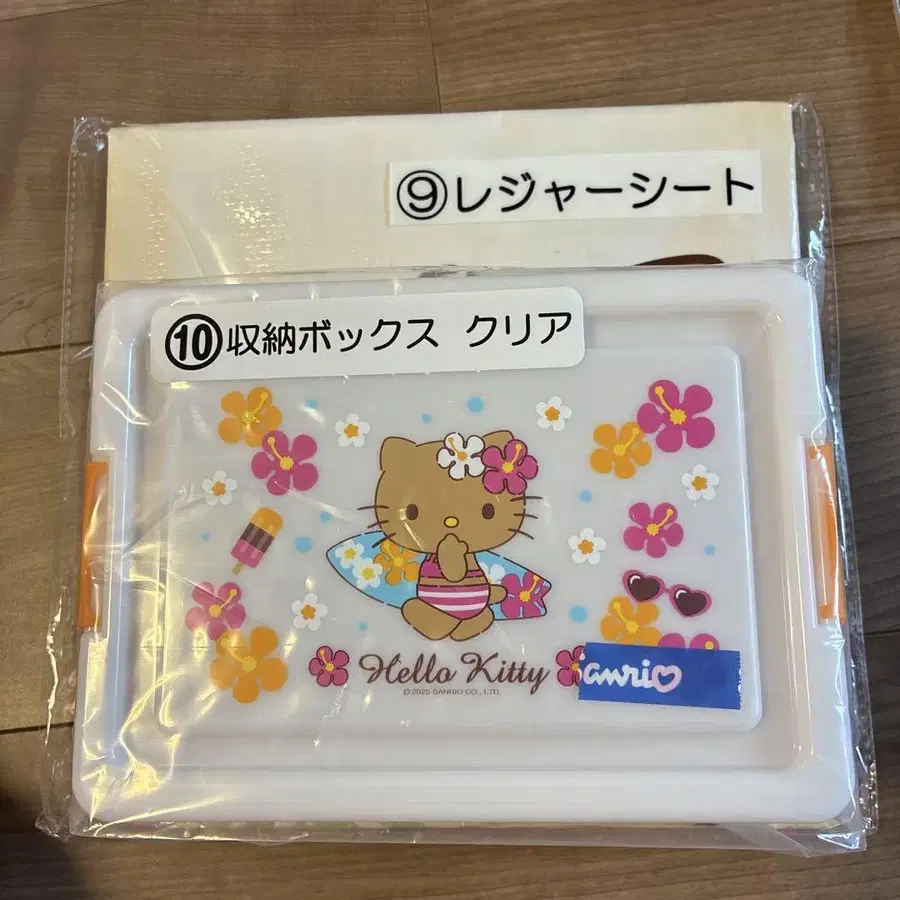 ⑨レジャーシート
⑩収納ボックス クリア
Hello Kitty
© 2025 SANRIO CO., LTD.
anrio